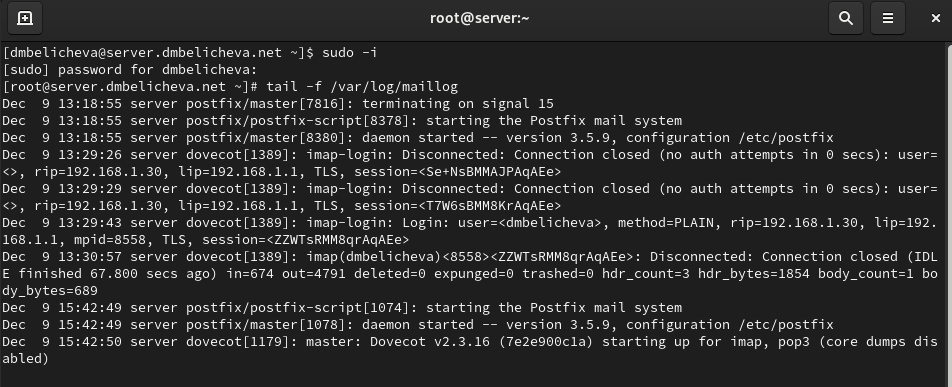 root@server:~
[dmbelicheva@server.dmbelicheva.net ~]$ sudo -i
[sudo] password for dmbelicheva:
[root@server.dmbelicheva.net ~]# tail -f /var/log/maillog
Dec  9 13:18:55 server postfix/master[7816]: terminating on signal 15
Dec  9 13:18:55 server postfix/postfix-script[8378]: starting the Postfix mail system
Dec  9 13:18:55 server postfix/master[8380]: daemon started -- version 3.5.9, configuration /etc/postfix
Dec  9 13:29:26 server dovecot[1389]: imap-login: Disconnected: Connection closed (no auth attempts in 0 secs): user=
<>, rip=192.168.1.30, lip=192.168.1.1, TLS, session=<Se+NsBMMAJPAqAEe>
Dec  9 13:29:29 server dovecot[1389]: imap-login: Disconnected: Connection closed (no auth attempts in 0 secs): user=
<>, rip=192.168.1.30, lip=192.168.1.1, TLS, session=<T7W6sBMM8KrAqAEe>
Dec  9 13:29:43 server dovecot[1389]: imap-login: Login: user=<dmbelicheva>, method=PLAIN, rip=192.168.1.30, lip=192.
168.1.1, mpid=8558, TLS, session=<ZZWTsRMM8qrAqAEe>
Dec  9 13:30:57 server dovecot[1389]: imap(dmbelicheva)<8558><ZZWTsRMM8qrAqAEe>: Disconnected: Connection closed (IDL
E finished 67.800 secs ago) in=674 out=4791 deleted=0 expunged=0 trashed=0 hdr_count=3 hdr_bytes=1854 body_count=1 bo
dy_bytes=689
Dec  9 15:42:49 server postfix/postfix-script[1074]: starting the Postfix mail system
Dec  9 15:42:49 server postfix/master[1078]: daemon started -- version 3.5.9, configuration /etc/postfix
Dec  9 15:42:50 server dovecot[1179]: master: Dovecot v2.3.16 (7e2e900c1a) starting up for imap, pop3 (core dumps dis
abled)